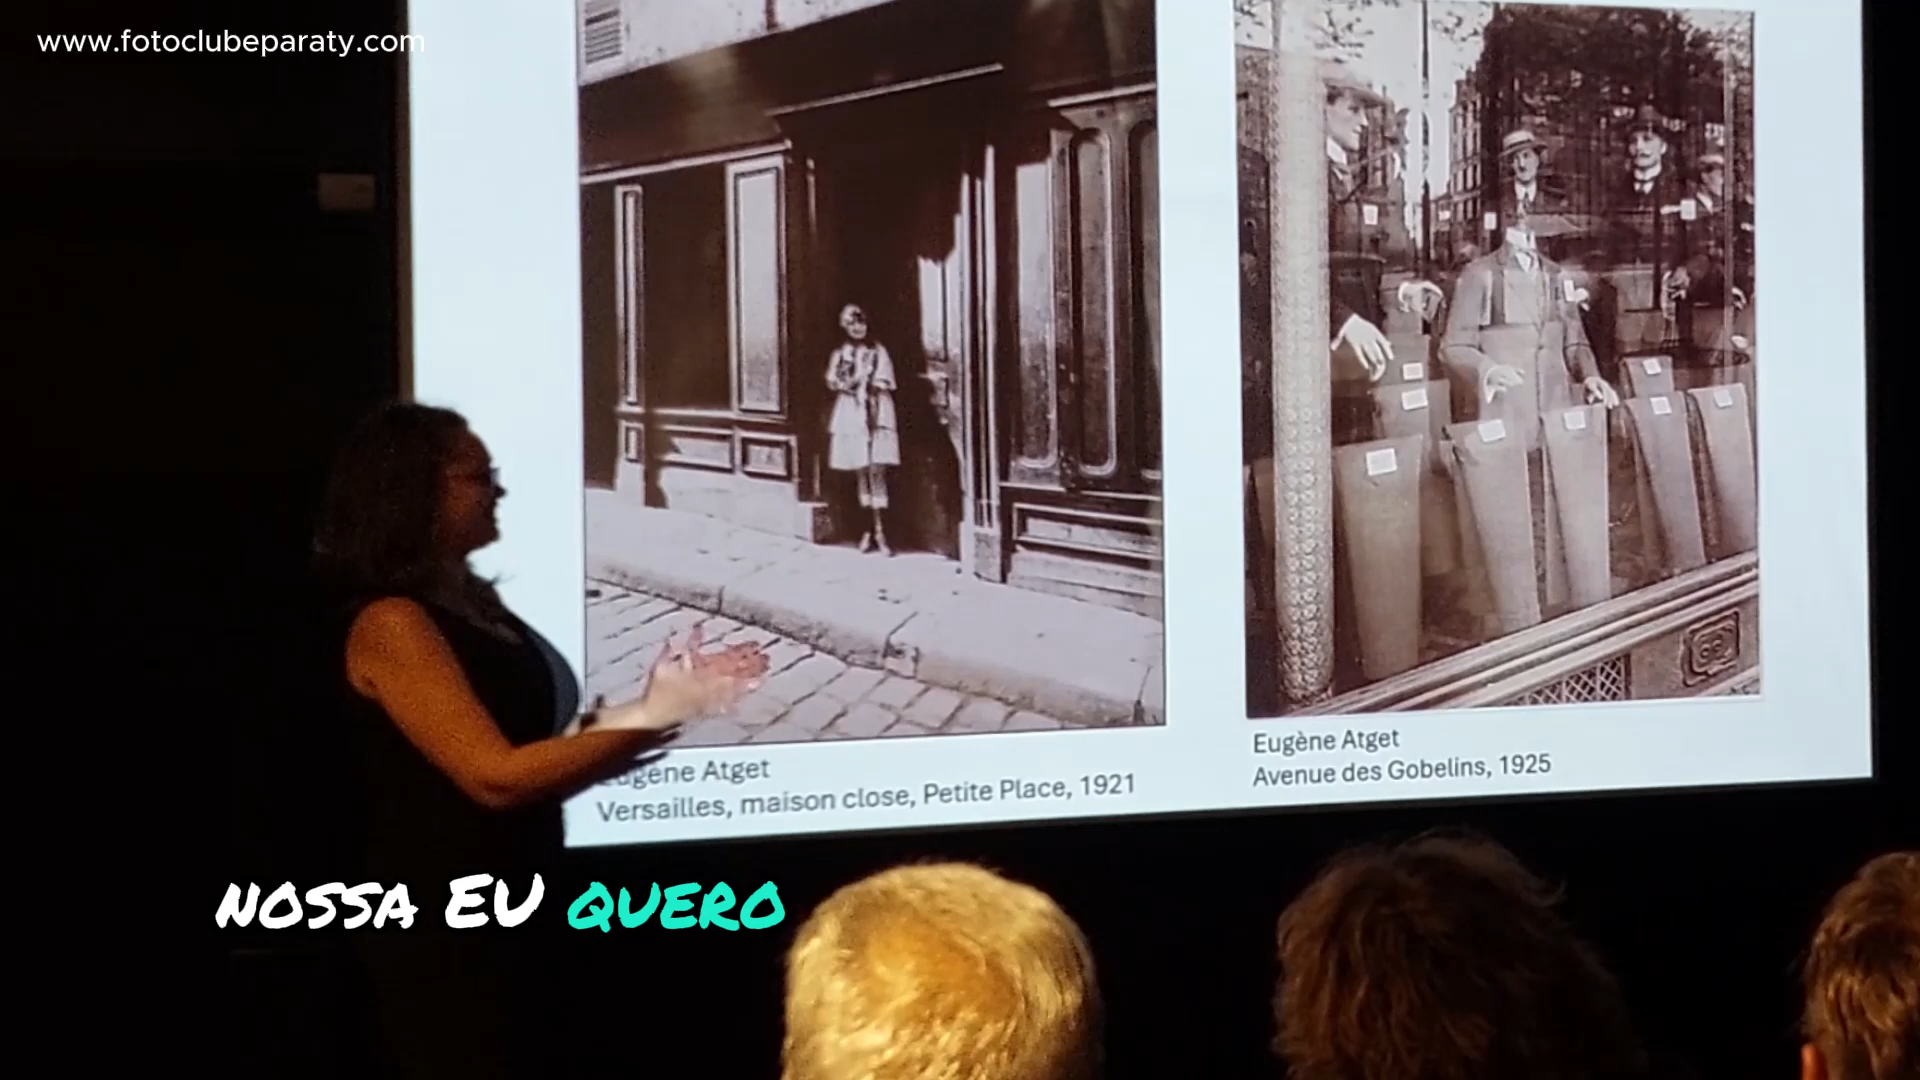 www.fotoclubeparaty.com
Eugène Atget
Versailles, maison close, Petite Place, 1921
Eugène Atget
Avenue des Gobelins, 1925
NOSSA EU QUERO